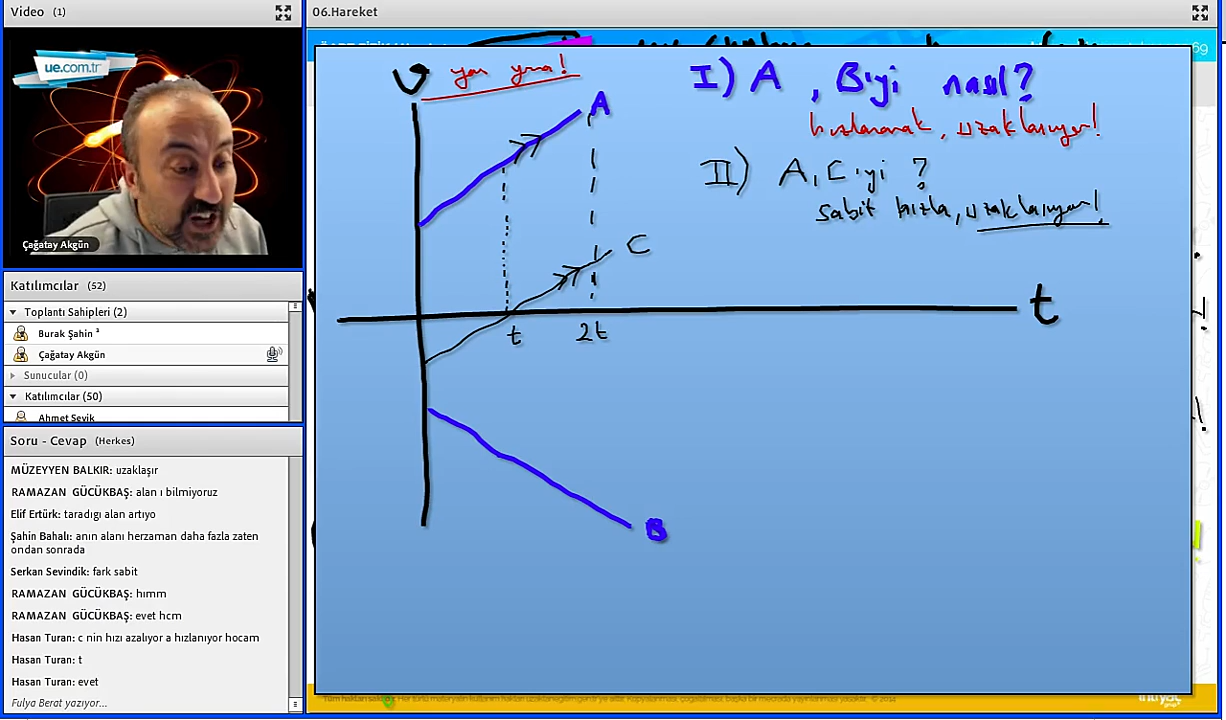 Video (1)
ue.com.tr
Çağatay Akgün
Katılımcılar (52)
Toplantı Sahipleri (2)
Burak Şahin
Çağatay Akgün
Sunucular (0)
Katılımcılar (50)
Ahmet Sevik
Soru - Cevap (Herkes)
MÜZEYYEN BALKIR: uzaklaşır
RAMAZAN GÜCÜKBAŞ: alan ı bilmiyoruz
Elif Ertürk: taradıgı alan artıyo
Şahin Bahalı: anın alanı herzaman daha fazla zaten
ondan sonrada
Serkan Sevindik: fark sabit
RAMAZAN GÜCÜKBAŞ: hımm
RAMAZAN GÜCÜKBAŞ: evet hcm
Hasan Turan: c nin hızı azalıyor a hızlanıyor hocam
Hasan Turan: t
Hasan Turan: evet
Fulya Berat yazıyor...
06.Hareket
69
yan yana!
A
C
t
2t
t
B
I) A , B'yi nasıl?
hızlanarak, uzaklaşıyor!
II) A, C'yi ?
sabit hızla, uzaklaşıyor!